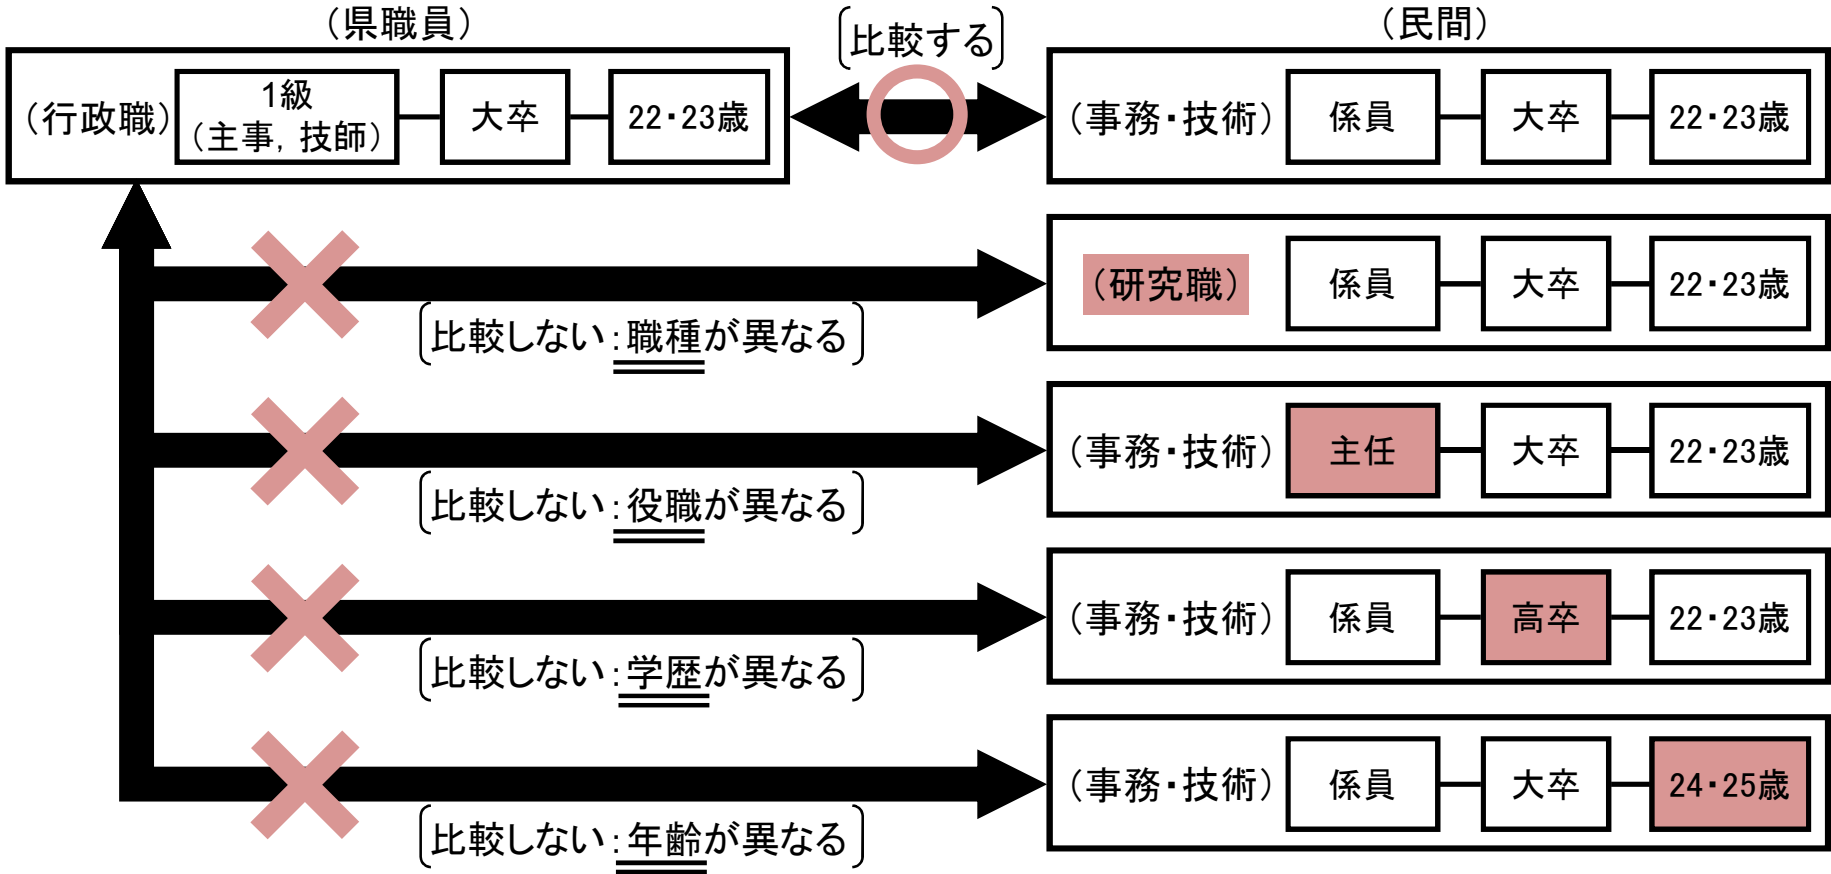 （県職員）
〔比較する〕
（民間）
（行政職）
1級
（主事，技師）
大卒
22・23歳
（事務・技術）
係員
大卒
22・23歳
（研究職）
係員
大卒
22・23歳
〔比較しない：職種が異なる〕
（事務・技術）
主任
大卒
22・23歳
〔比較しない：役職が異なる〕
（事務・技術）
係員
高卒
22・23歳
〔比較しない：学歴が異なる〕
（事務・技術）
係員
大卒
24・25歳
〔比較しない：年齢が異なる〕